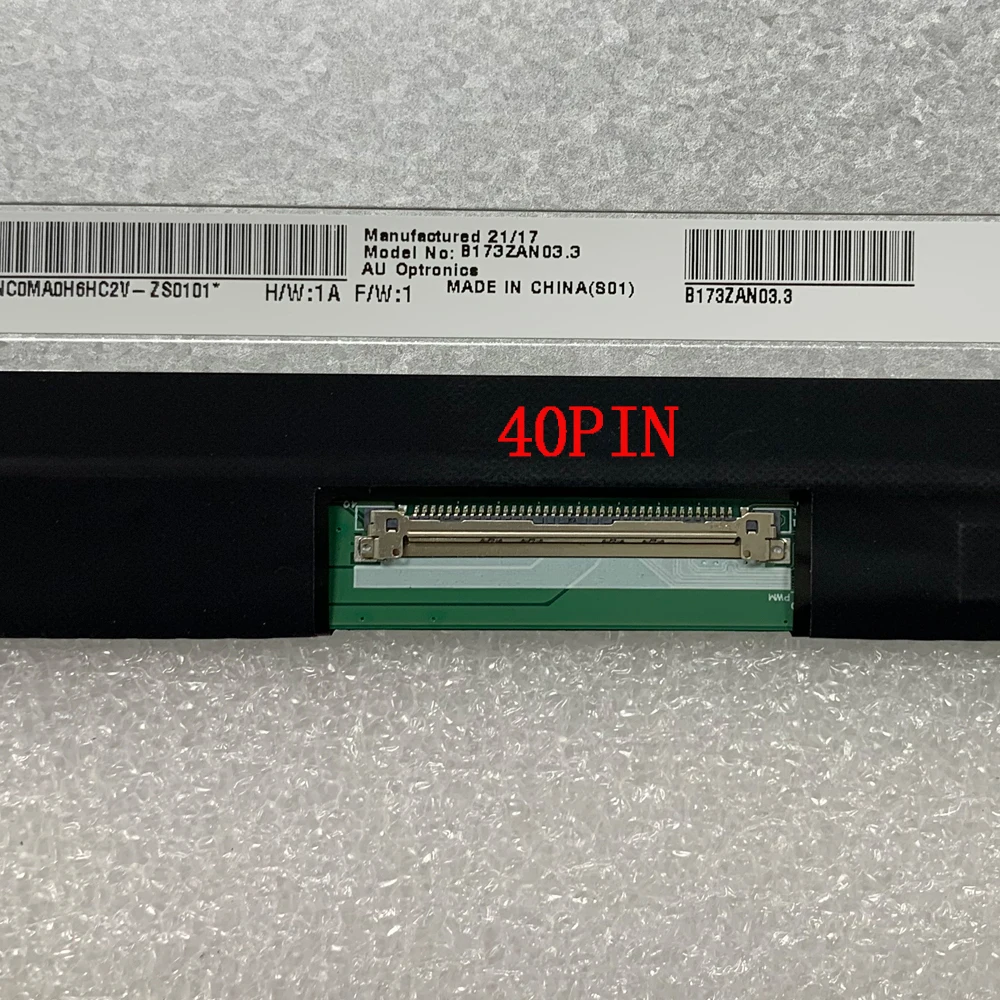 Manufactured 21/17
Model No: B173ZAN03.3
AU Optronics
NC0MA0H6HC2V-ZS0101* H/W:1A F/W:1 MADE IN CHINA(S01)
B173ZAN03.3
40PIN
PWM